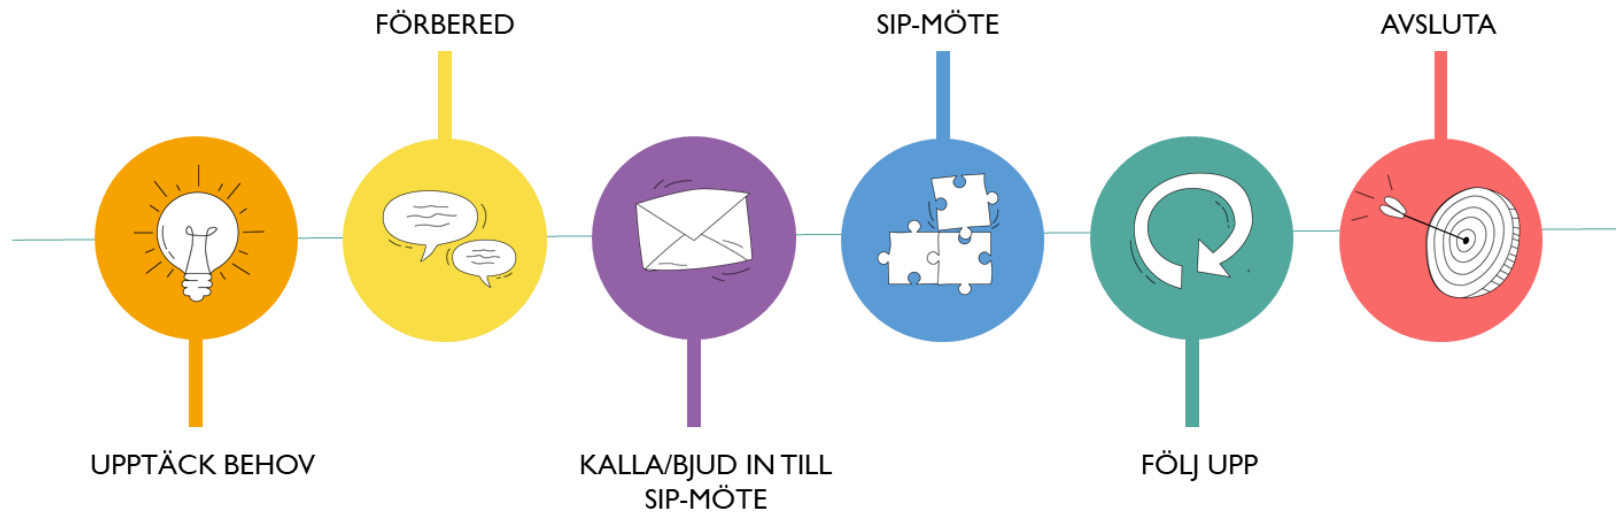 UPPTÄCK BEHOV
FÖRBERED
KALLA/BJUD IN TILL
SIP-MÖTE
SIP-MÖTE
FÖLJ UPP
AVSLUTA